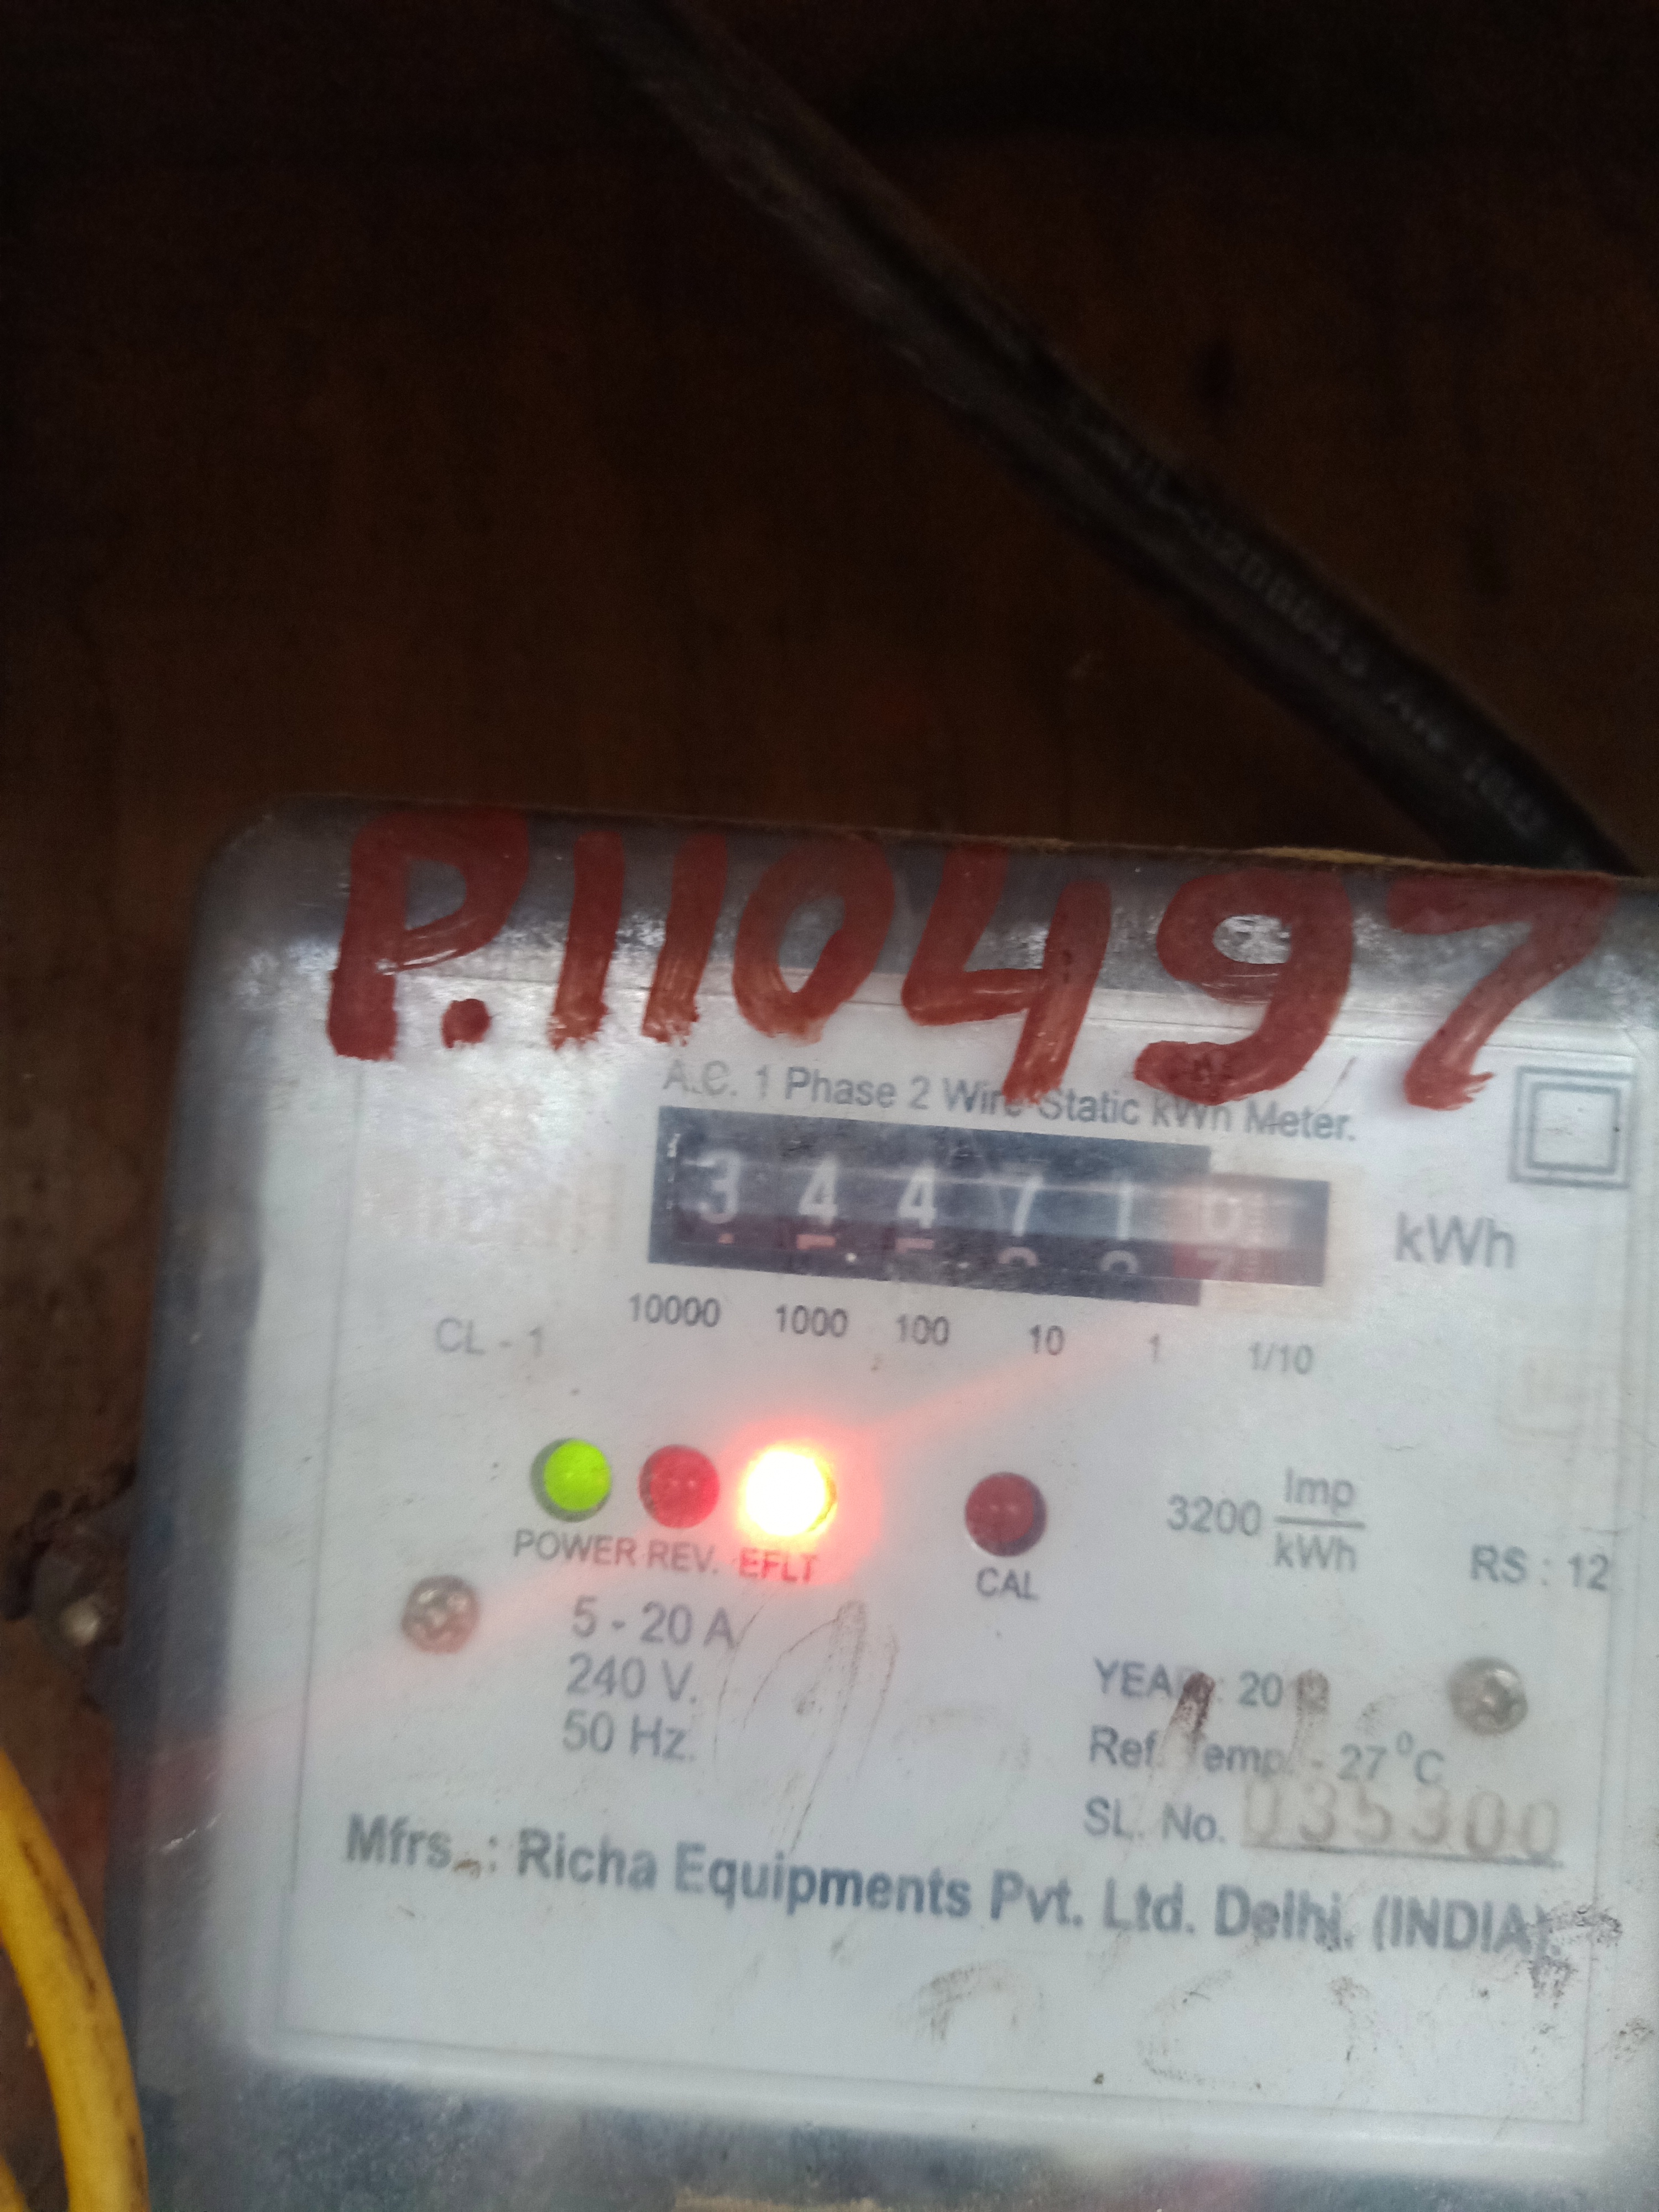 P.110497
A.C. 1 Phase 2 Wire Static kWh Meter.
3 4 4 7 1
kWh
10000 1000 100 10 1 1/10
CL - 1
POWER REV. EFLT
CAL
3200 Imp/kWh
RS : 12
5 - 20 A
240 V.
50 Hz.
Ref. Temp. - 27 °C
SL. No. 035300
Mfrs. : Richa Equipments Pvt. Ltd. Delhi. (INDIA).